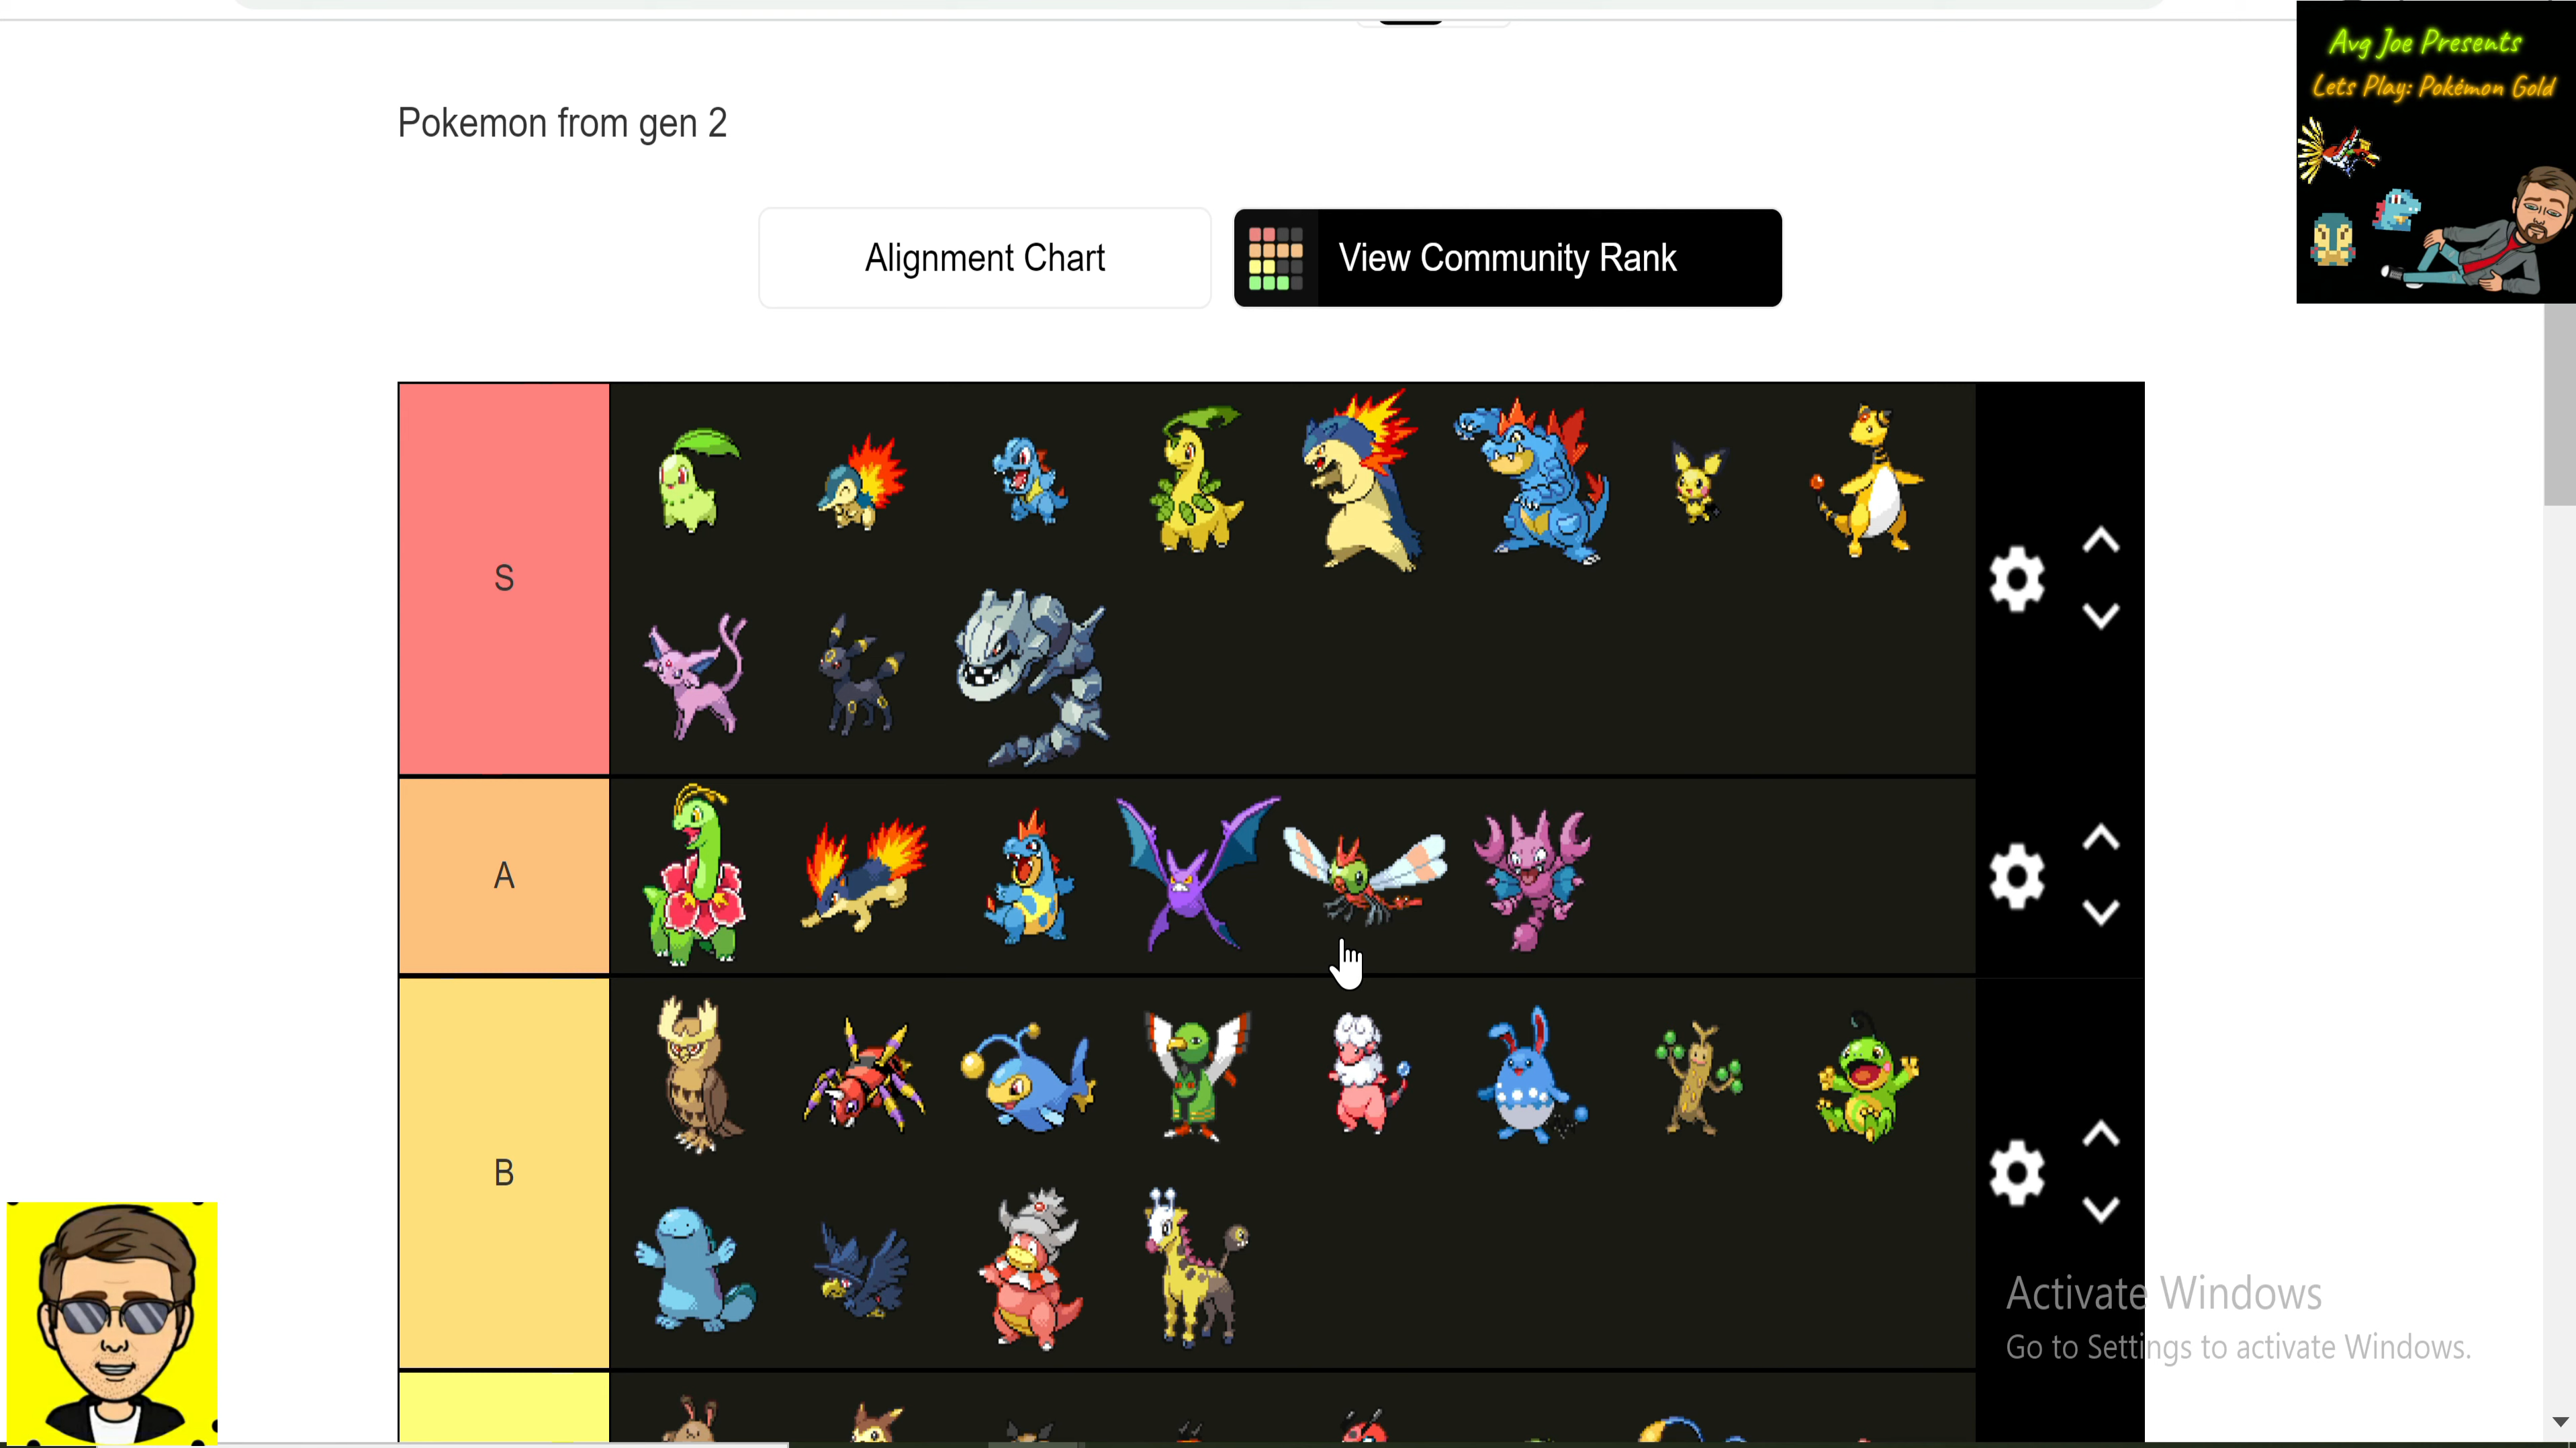 Avg Joe Presents
Lets Play: Pokémon Gold
Pokemon from gen 2
Alignment Chart
View Community Rank
S
A
B
Activate Windows
Go to Settings to activate Windows.